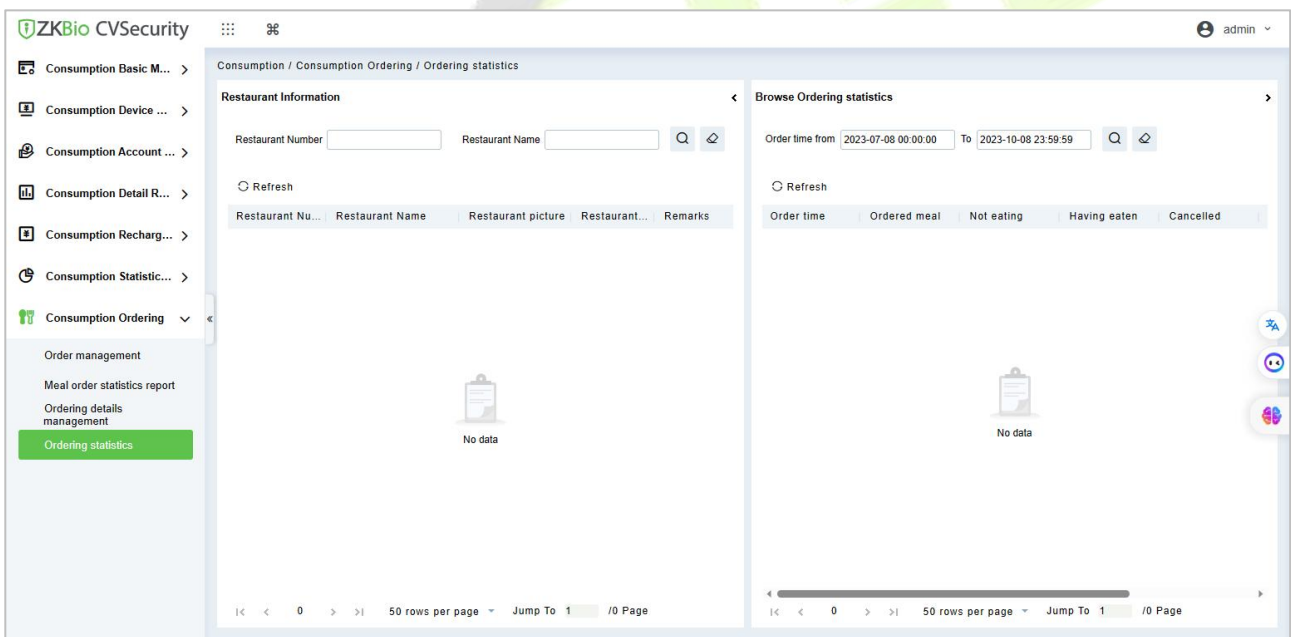 ZKBio CVSecurity
admin
Consumption Basic M...
Consumption Device ...
Consumption Account ...
Consumption Detail R...
Consumption Recharg...
Consumption Statistic...
Consumption Ordering
Order management
Meal order statistics report
Ordering details
management
Ordering statistics
Consumption / Consumption Ordering / Ordering statistics
Restaurant Information
Restaurant Number
Restaurant Name
Refresh
Restaurant Nu... Restaurant Name Restaurant picture Restaurant... Remarks
No data
0 50 rows per page Jump To 1 /0 Page
Browse Ordering statistics
Order time from 2023-07-08 00:00:00 To 2023-10-08 23:59:59
Refresh
Order time Ordered meal Not eating Having eaten Cancelled
No data
0 50 rows per page Jump To 1 /0 Page